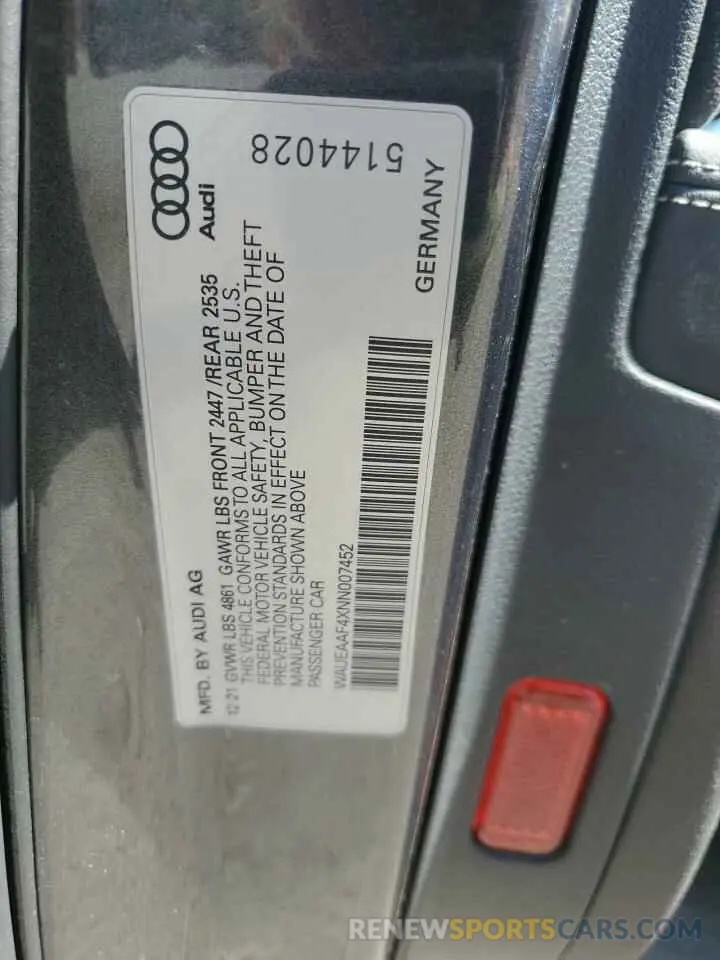 MFD. BY AUDI AG
Audi
12 21 GVWR LBS 4861 GAWR LBS FRONT 2447 /REAR 2535
THIS VEHICLE CONFORMS TO ALL APPLICABLE U.S.
FEDERAL MOTOR VEHICLE SAFETY, BUMPER AND THEFT
PREVENTION STANDARDS IN EFFECT ON THE DATE OF
MANUFACTURE SHOWN ABOVE
PASSENGER CAR
WAUEAAF4XNN007452
GERMANY
5144028
RENEWSPORTSCARS.COM